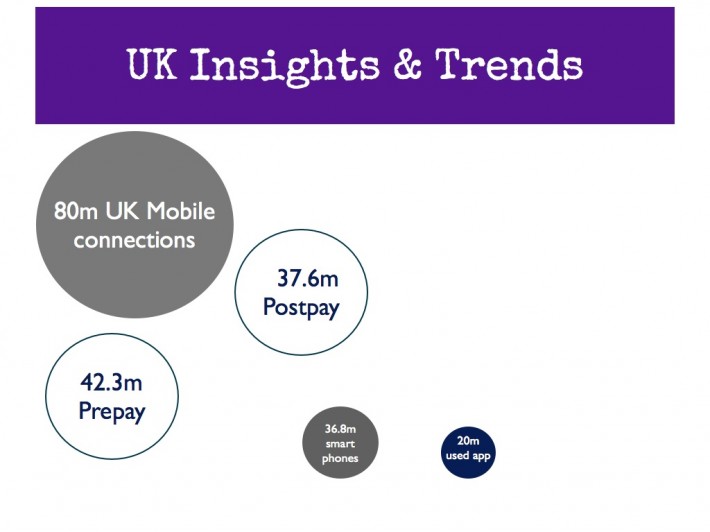 UK Insights & Trends
80m UK Mobile
connections
37.6m
Postpay
42.3m
Prepay
36.8m
smart
phones
20m
used app